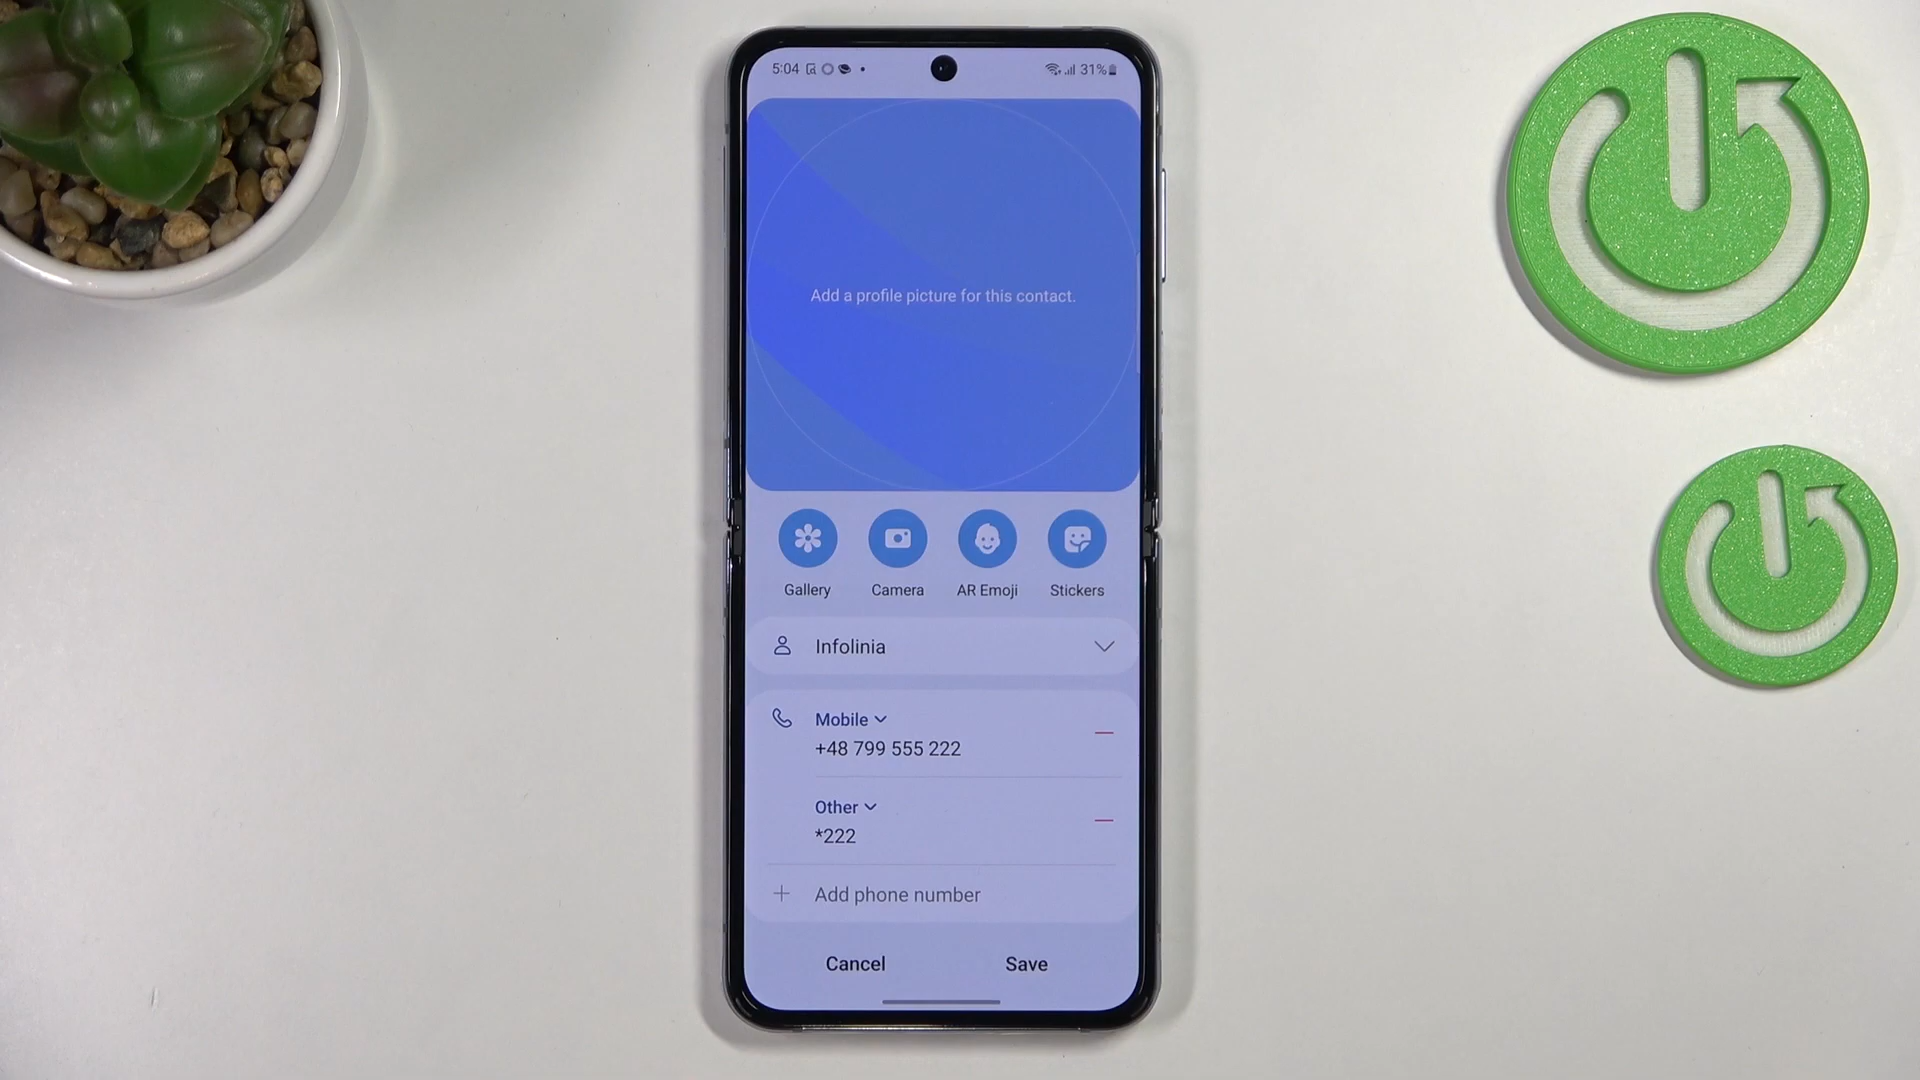 5:04
31%
Add a profile picture for this contact.
Gallery
Camera
AR Emoji
Stickers
Infolinia
Mobile
+48 799 555 222
Other
*222
Add phone number
Cancel
Save